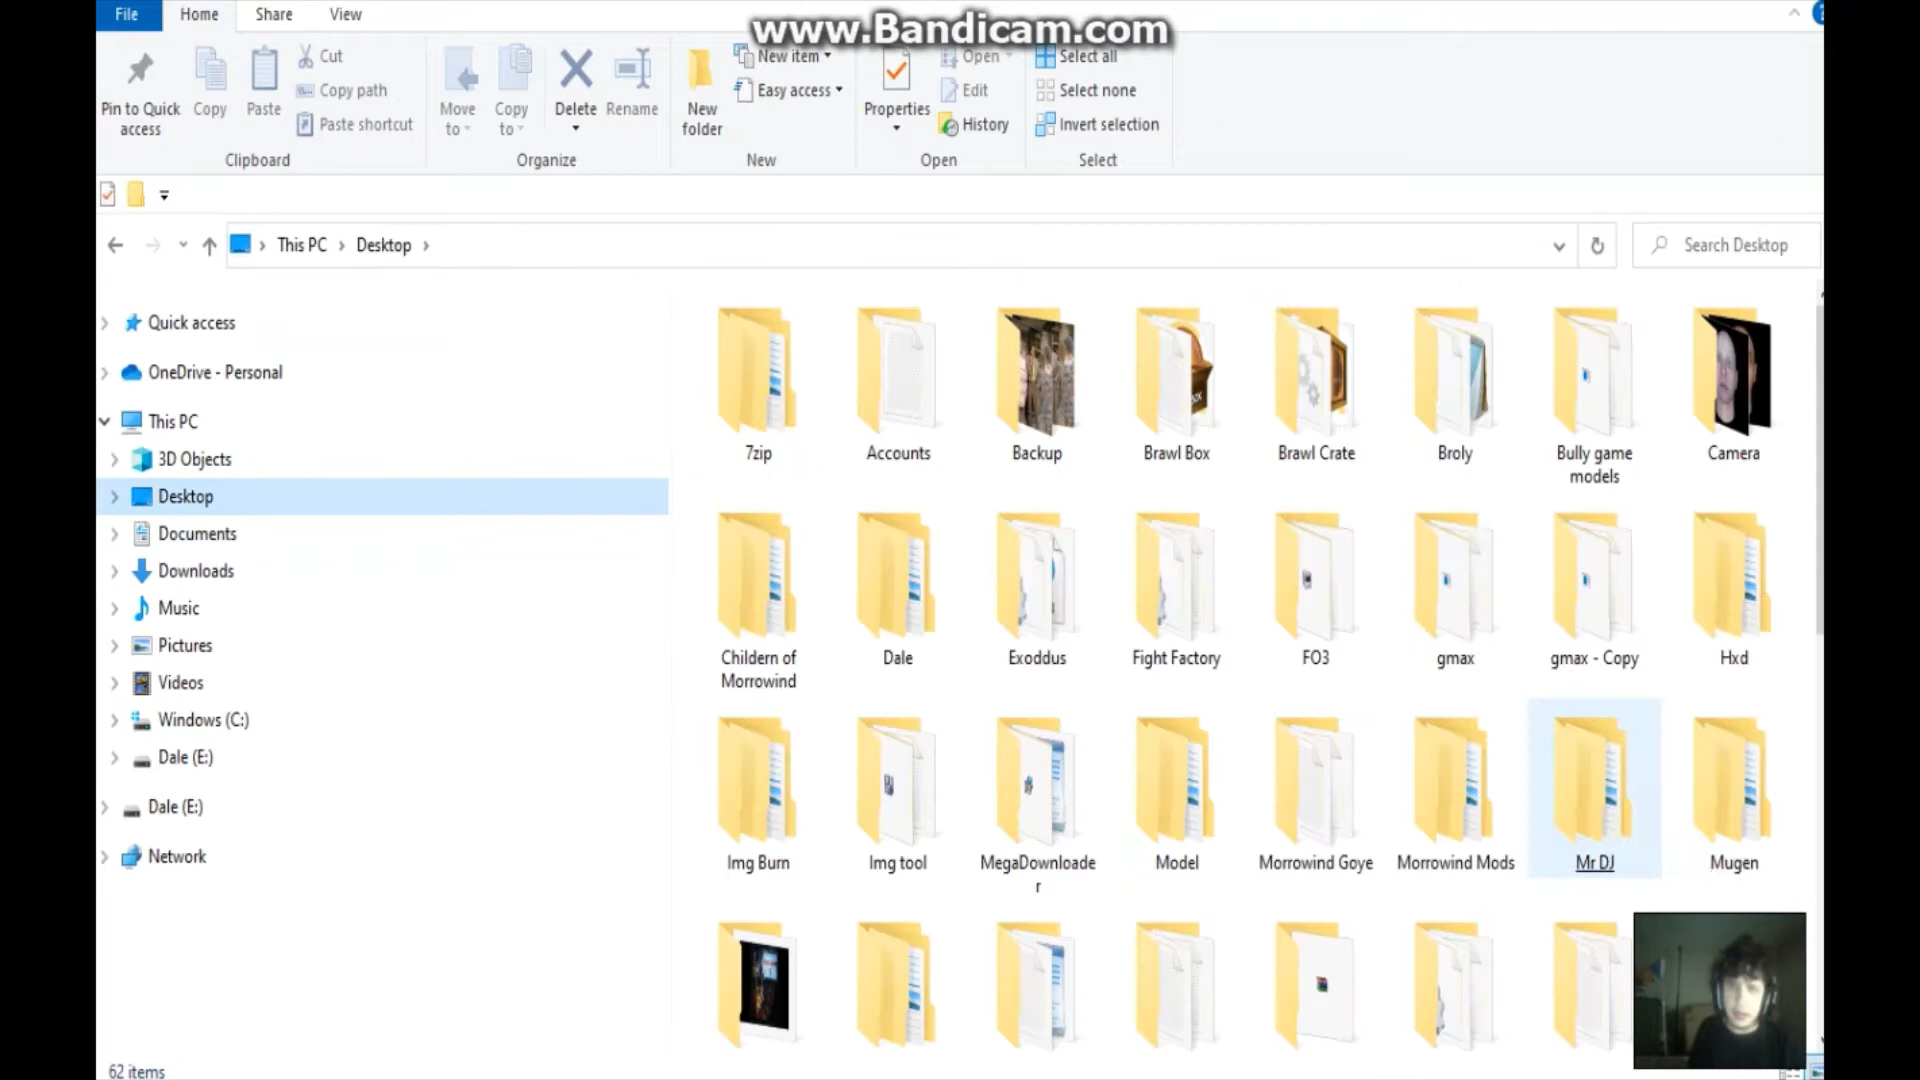 www.Bandicam.com
File Home Share View
Pin to Quick access
Copy
Paste
Cut
Copy path
Paste shortcut
Clipboard
Move to
Copy to
Delete
Rename
Organize
New folder
New item
Easy access
New
Properties
Open
Edit
History
Open
Select all
Select none
Invert selection
Select
This PC Desktop
Search Desktop
Quick access
OneDrive - Personal
This PC
3D Objects
Desktop
Documents
Downloads
Music
Pictures
Videos
Windows (C:)
Dale (E:)
Dale (E:)
Network
7zip
Accounts
Backup
Brawl Box
Brawl Crate
Broly
Bully game
models
Camera
Childern of
Morrowind
Dale
Exoddus
Fight Factory
FO3
gmax
gmax - Copy
Hxd
Img Burn
Img tool
MegaDownloade
r
Model
Morrowind Goye
Morrowind Mods
Mr DJ
Mugen
62 items